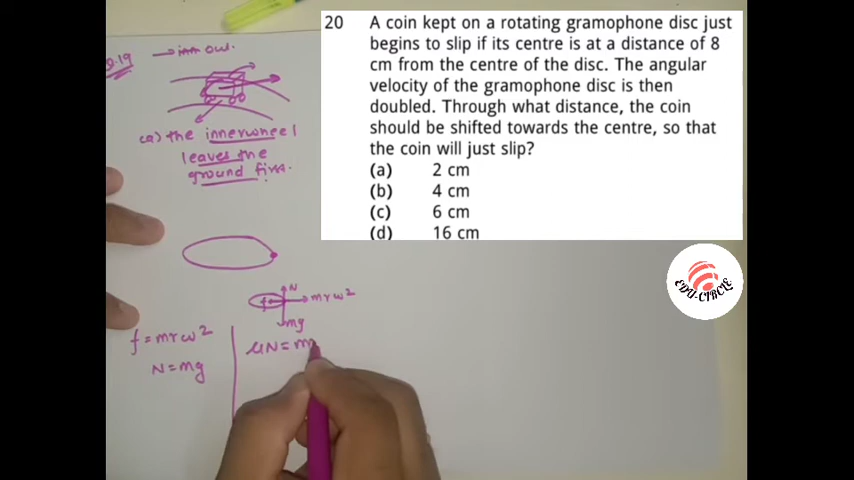 20 A coin kept on a rotating gramophone disc just
begins to slip if its centre is at a distance of 8
cm from the centre of the disc. The angular
velocity of the gramophone disc is then
doubled. Through what distance, the coin
should be shifted towards the centre, so that
the coin will just slip?
(a) 2 cm
(b) 4 cm
(c) 6 cm
(d) 16 cm
.19
(a) the innerwheel
leaves the
ground first.
N
f
mrω²
mg
f = mrω²
N = mg
μN = m
EDU-CIRCLE